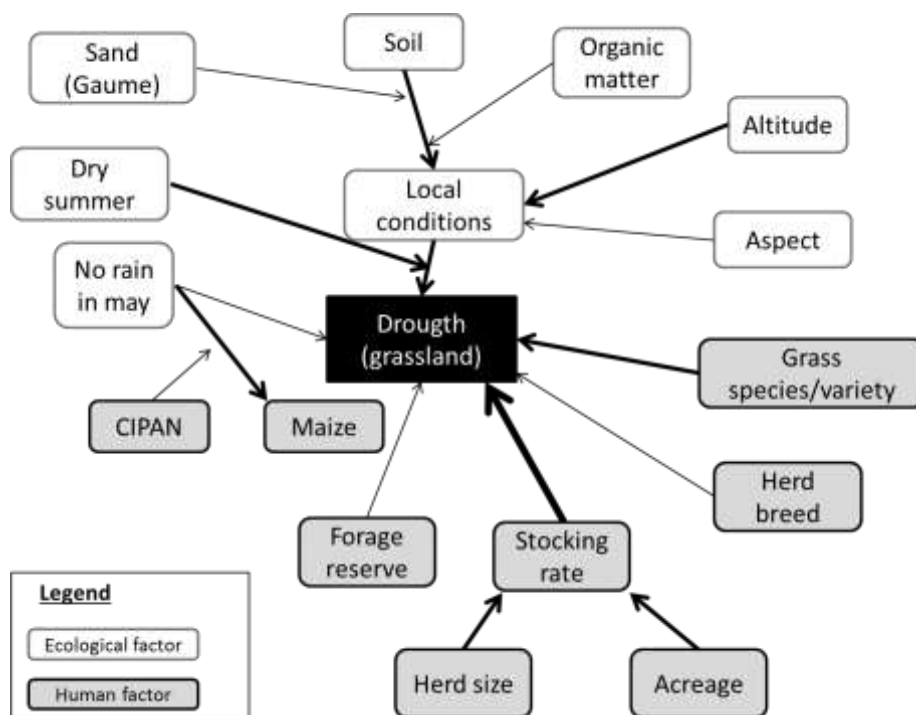 Soil
Sand
(Gaume)
Organic
matter
Altitude
Dry
summer
Local
conditions
Aspect
No rain
in may
Drougth
(grassland)
Grass
species/variety
CIPAN
Maize
Herd
breed
Forage
reserve
Stocking
rate
Legend
Ecological factor
Human factor
Herd size
Acreage